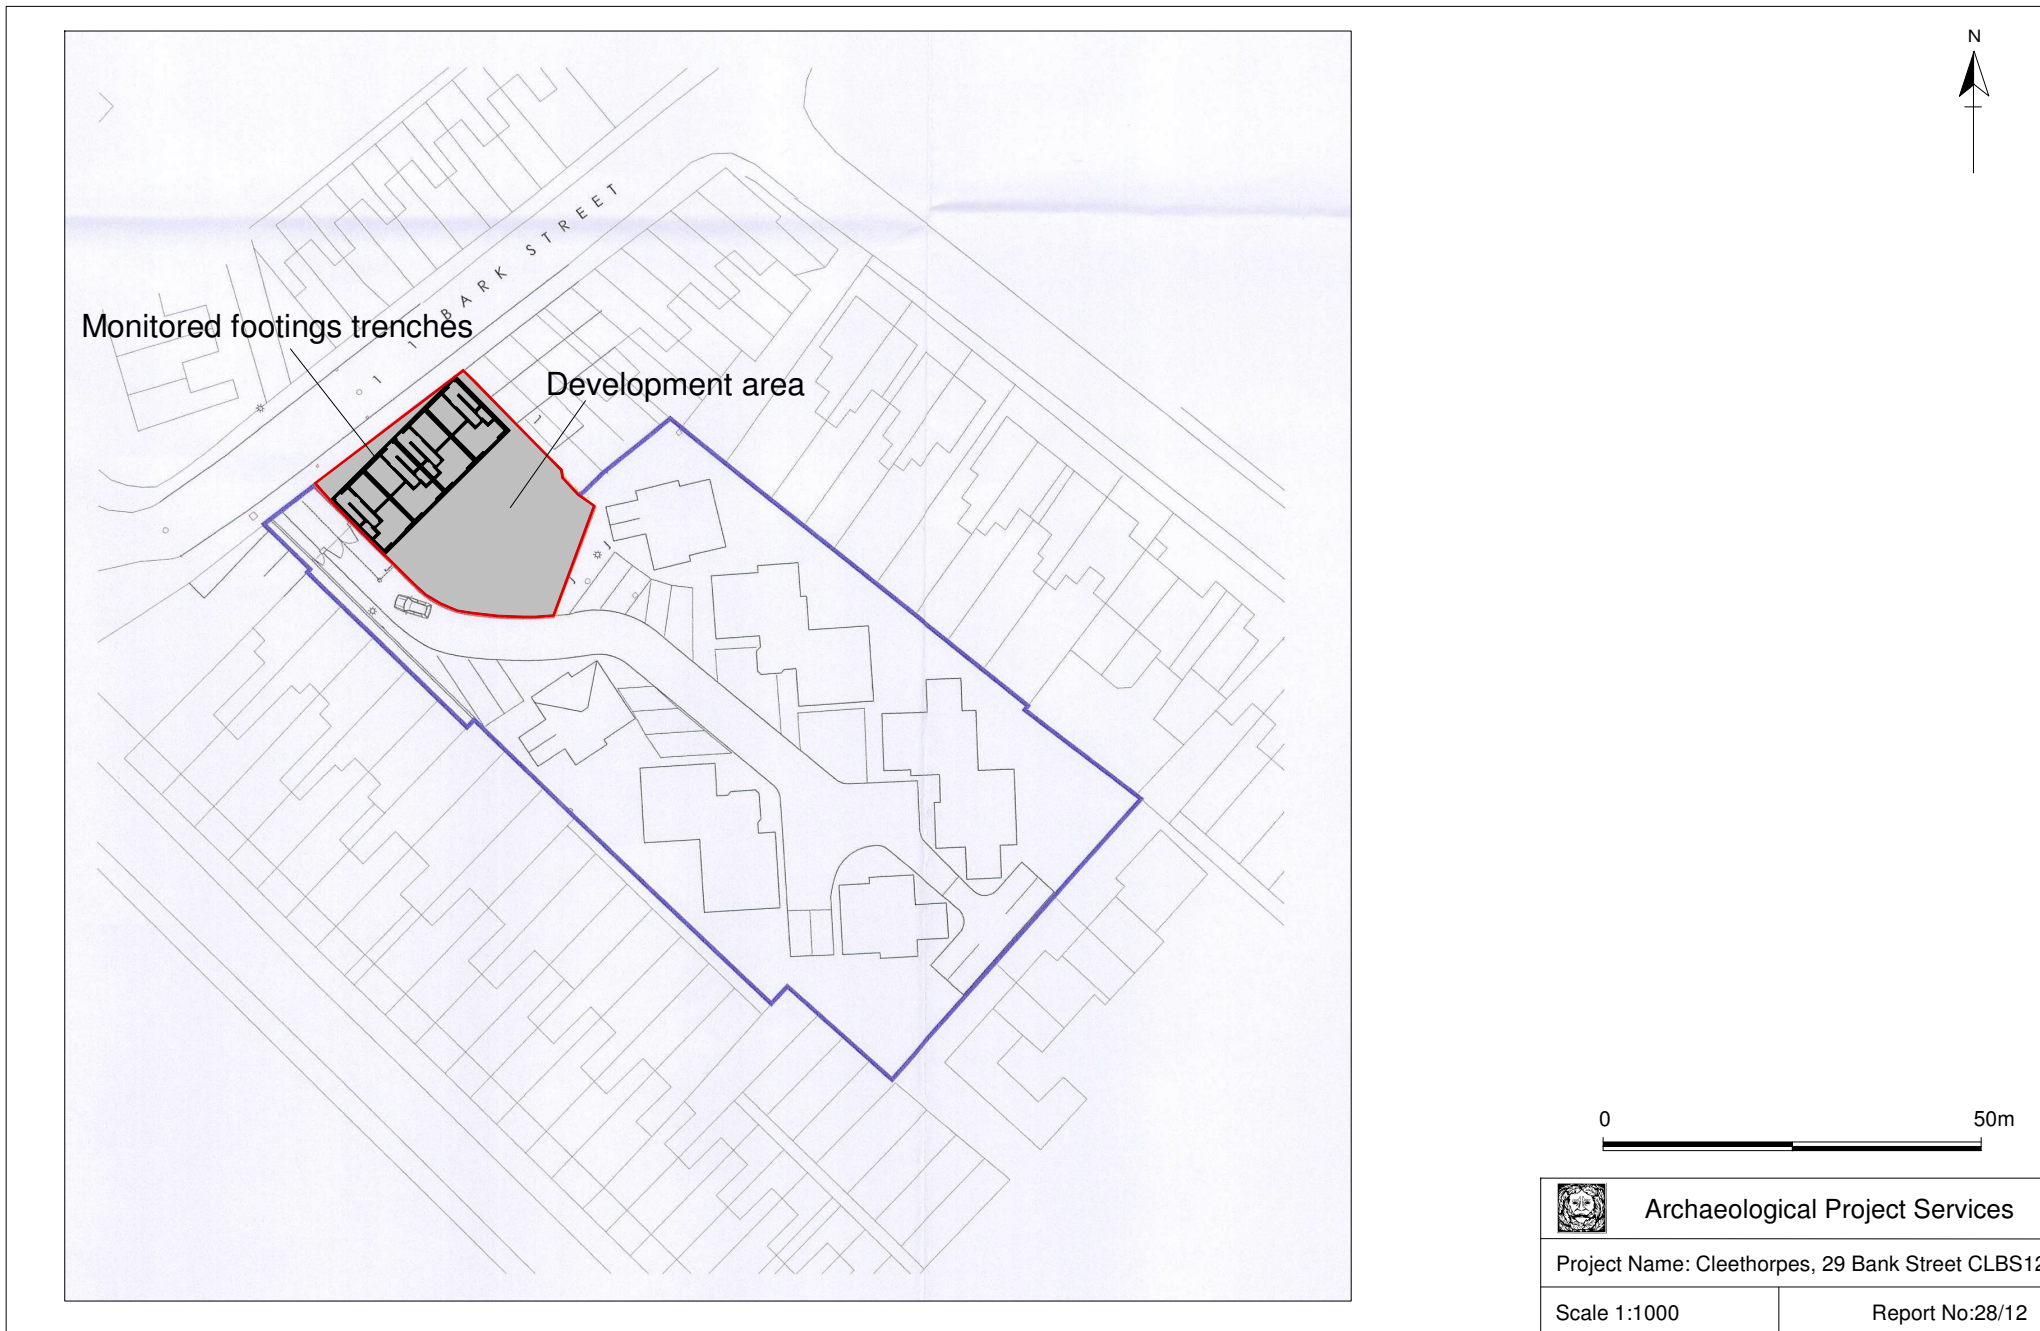 N
BARK STREET
Monitored footings trenches
Development area
0 50m
Archaeological Project Services
Project Name: Cleethorpes, 29 Bank Street CLBS12
Scale 1:1000
Report No:28/12